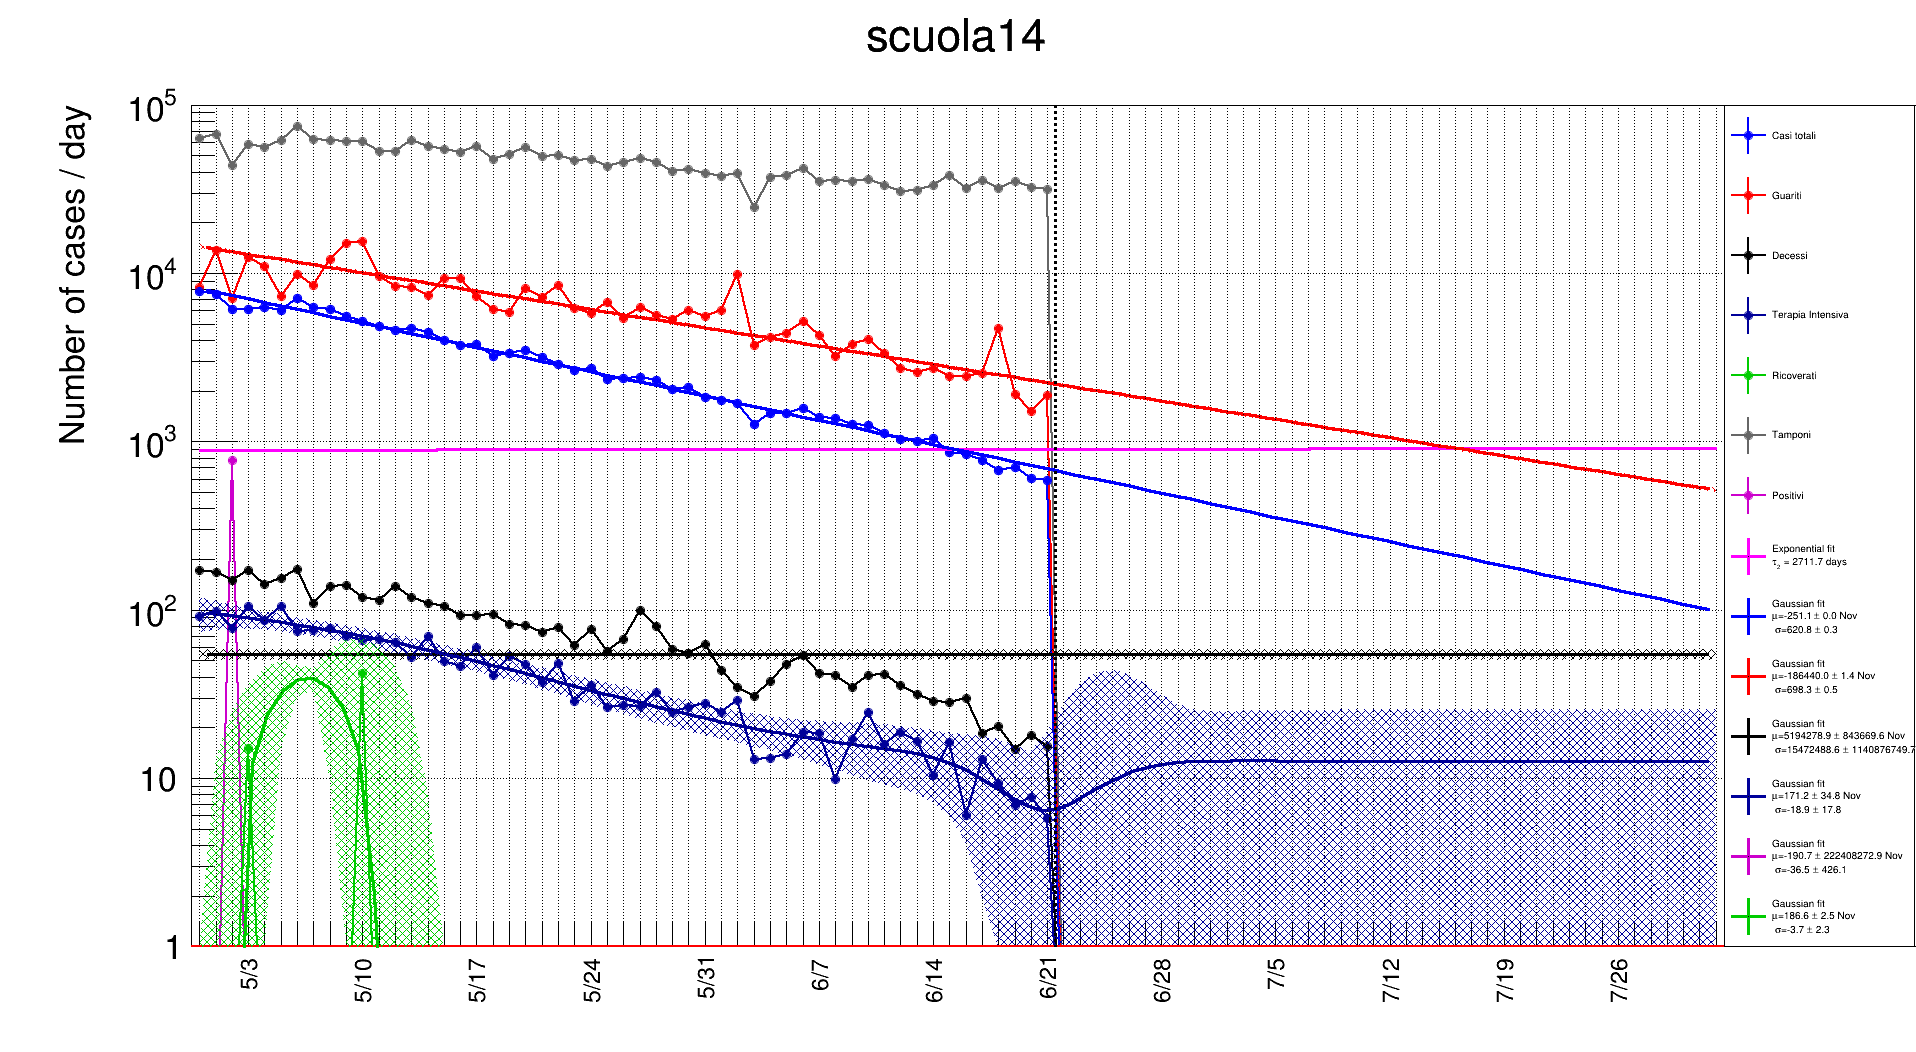 scuola14
Number of cases / day
10^5
10^4
10^3
10^2
10
1
5/3
5/10
5/17
5/24
5/31
6/7
6/14
6/21
6/28
7/5
7/12
7/19
7/26
Casi totali
Guariti
Decessi
Terapia Intensiva
Ricoverati
Tamponi
Positivi
Exponential fit
τ₂ = 2711.7 days
Gaussian fit
μ=-251.1 ± 0.0 Nov
σ=620.8 ± 0.3
Gaussian fit
μ=-186440.0 ± 1.4 Nov
σ=698.3 ± 0.5
Gaussian fit
μ=5194278.9 ± 843669.6 Nov
σ=15472488.6 ± 1140876749.7
Gaussian fit
μ=171.2 ± 34.8 Nov
σ=-18.9 ± 17.8
Gaussian fit
μ=-190.7 ± 222408272.9 Nov
σ=-36.5 ± 426.1
Gaussian fit
μ=186.6 ± 2.5 Nov
σ=-3.7 ± 2.3